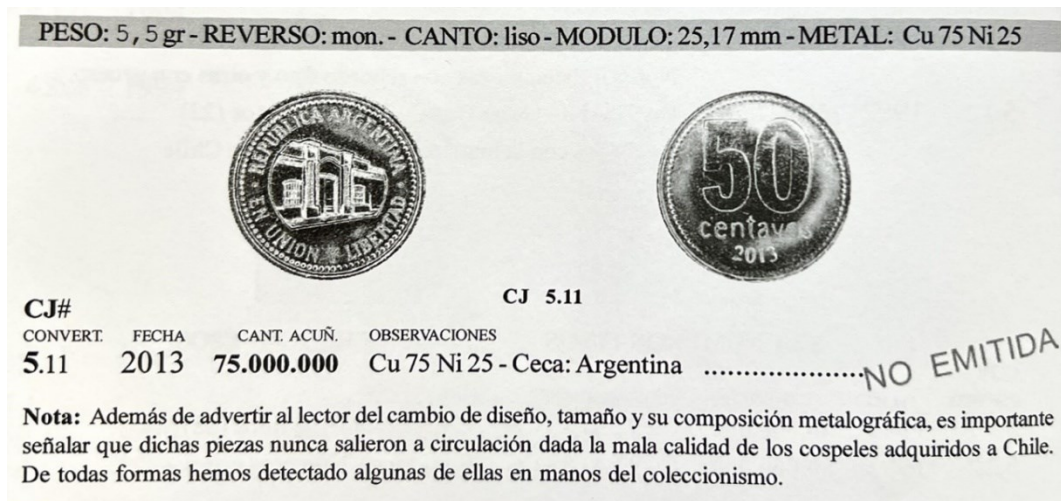 PESO: 5,5 gr - REVERSO: mon. - CANTO: liso - MODULO: 25,17 mm - METAL: Cu 75 Ni 25
REPUBLICA ARGENTINA
EN UNION Y LIBERTAD
50
centavos
2013
CJ 5.11
CJ#
CONVERT. FECHA CANT. ACUÑ. OBSERVACIONES
5.11 2013 75.000.000 Cu 75 Ni 25 - Ceca: Argentina .....................NO EMITIDA
Nota: Además de advertir al lector del cambio de diseño, tamaño y su composición metalográfica, es importante
señalar que dichas piezas nunca salieron a circulación dada la mala calidad de los cospeles adquiridos a Chile.
De todas formas hemos detectado algunas de ellas en manos del coleccionismo.